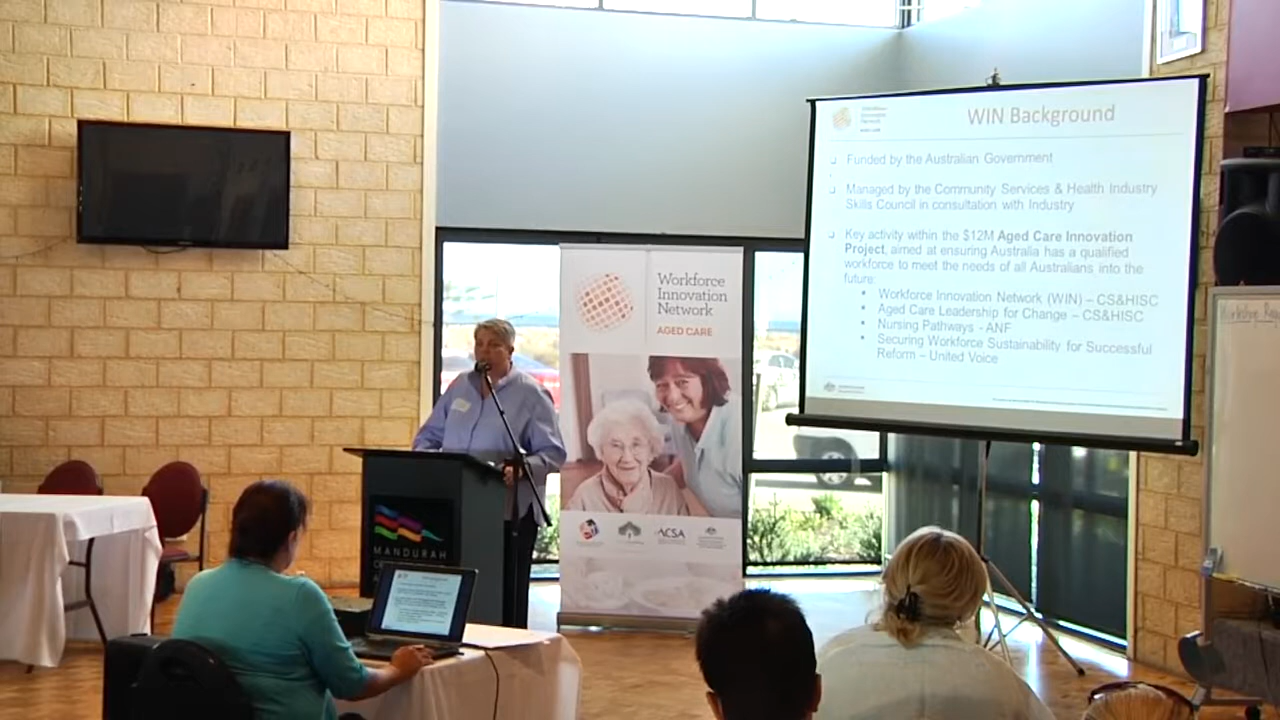 WIN Background
Funded by the Australian Government
Managed by the Community Services & Health Industry
Skills Council in consultation with Industry
Key activity within the $12M Aged Care Innovation
Project, aimed at ensuring Australia has a qualified
workforce to meet the needs of all Australians into the
future:
Workforce Innovation Network (WIN) – CS&HISC
Aged Care Leadership for Change – CS&HISC
Nursing Pathways - ANF
Securing Workforce Sustainability for Successful
Reform – United Voice
Workforce
Innovation
Network
AGED CARE
ACSA
MANDURAH
Workshop